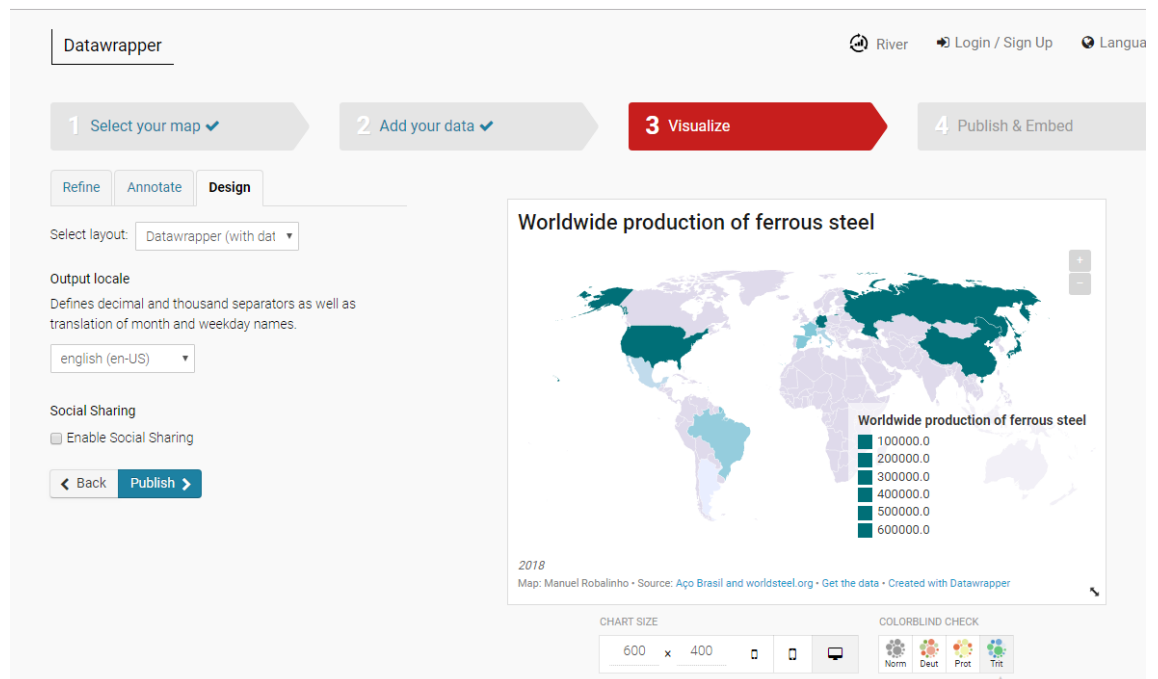 Datawrapper
River
Login / Sign Up
Langua
1 Select your map
2 Add your data
3 Visualize
4 Publish & Embed
Refine
Annotate
Design
Select layout:
Datawrapper (with dat
Output locale
Defines decimal and thousand separators as well as
translation of month and weekday names.
english (en-US)
Social Sharing
Enable Social Sharing
Back
Publish
Worldwide production of ferrous steel
+
−
Worldwide production of ferrous steel
100000.0
200000.0
300000.0
400000.0
500000.0
600000.0
2018
Map: Manuel Robalinho • Source: Aço Brasil and worldsteel.org • Get the data • Created with Datawrapper
CHART SIZE
600 x 400
COLORBLIND CHECK
Norm
Deut
Prot
Trit